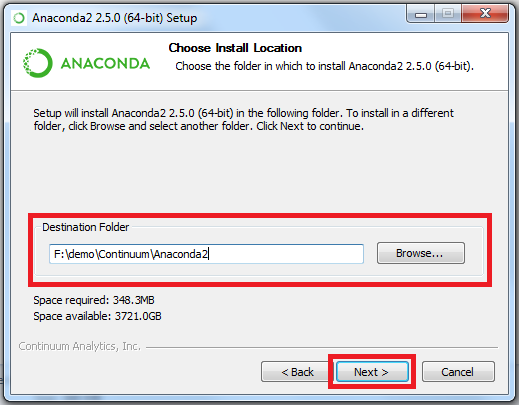 Anaconda2 2.5.0 (64-bit) Setup
ANACONDA
Choose Install Location
Choose the folder in which to install Anaconda2 2.5.0 (64-bit).
Setup will install Anaconda2 2.5.0 (64-bit) in the following folder. To install in a different
folder, click Browse and select another folder. Click Next to continue.
Destination Folder
F:\demo\Continuum\Anaconda2
Browse...
Space required: 348.3MB
Space available: 3721.0GB
Continuum Analytics, Inc.
< Back
Next >
Cancel